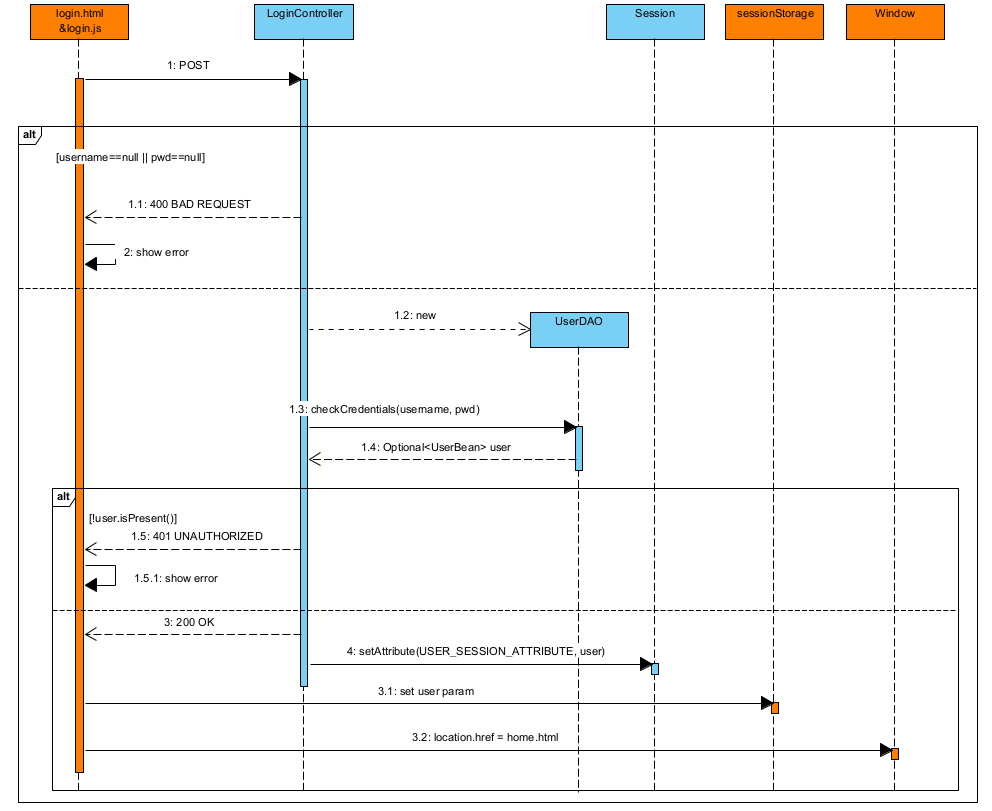 login.html
&login.js
LoginController
Session
sessionStorage
Window
1: POST
alt
[username==null || pwd==null]
1.1: 400 BAD REQUEST
2: show error
1.2: new
UserDAO
1.3: checkCredentials(username, pwd)
1.4: Optional<UserBean> user
alt
[!user.isPresent()]
1.5: 401 UNAUTHORIZED
1.5.1: show error
3: 200 OK
4: setAttribute(USER_SESSION_ATTRIBUTE, user)
3.1: set user param
3.2: location.href = home.html